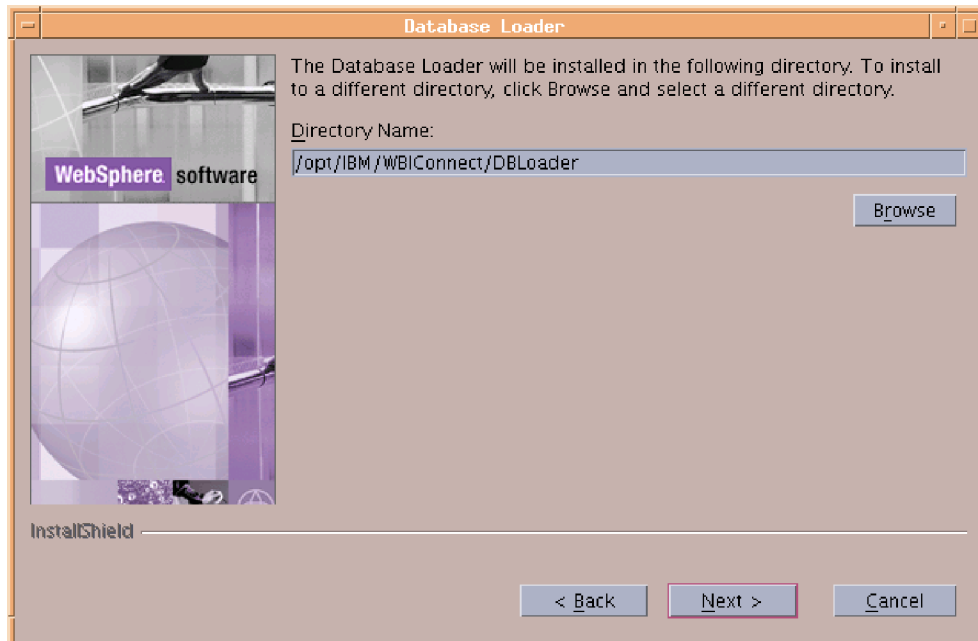 Database Loader
The Database Loader will be installed in the following directory. To install
to a different directory, click Browse and select a different directory.
Directory Name:
/opt/IBM/WBIConnect/DBLoader
Browse
WebSphere software
InstallShield
< Back
Next >
Cancel